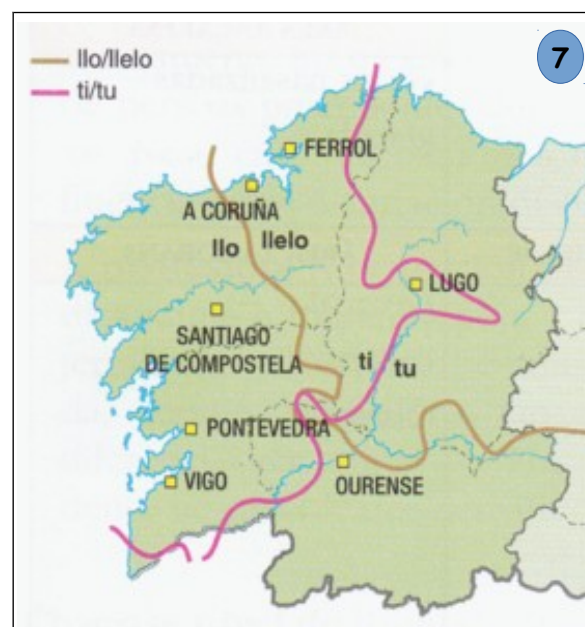 7
llo/llelo
ti/tu
FERROL
A CORUÑA
llo
llelo
LUGO
SANTIAGO
DE COMPOSTELA
ti
tu
PONTEVEDRA
VIGO
OURENSE